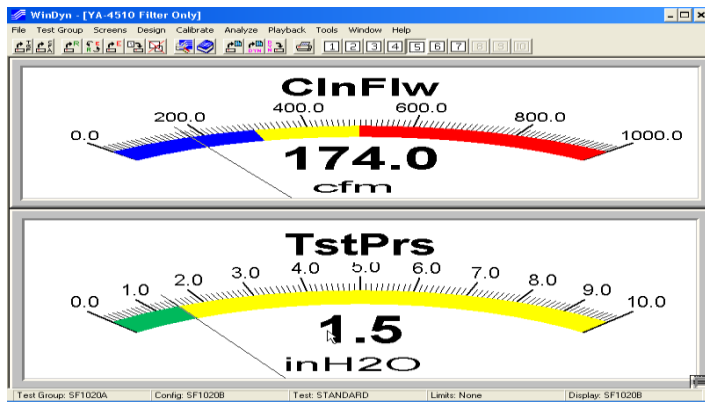 WinDyn - [YA-4510 Filter Only]
File Test Group Screens Design Calibrate Analyze Playback Tools Window Help
1 2 3 4 5 6 7 8 9 10
ClnFlw
0.0 200.0 400.0 600.0 800.0 1000.0
174.0
cfm
TstPrs
0.0 1.0 2.0 3.0 4.0 5.0 6.0 7.0 8.0 9.0 10.0
1.5
inH2O
Test Group: SF1020A Config: SF1020B Test: STANDARD Limits: None Display: SF1020B